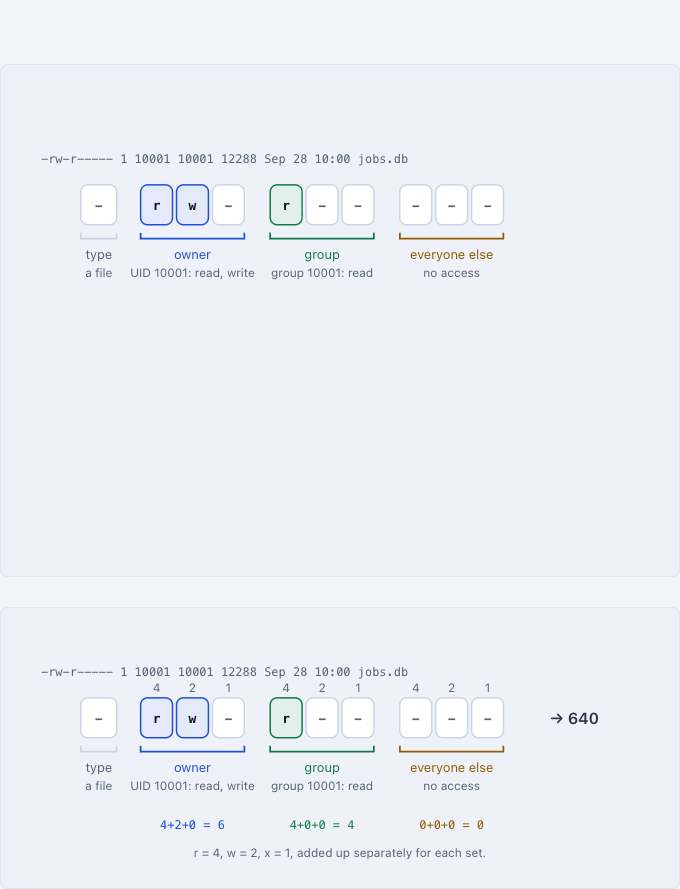 -rw-r----- 1 10001 10001 12288 Sep 28 10:00 jobs.db
- r w - r - - - - -
type owner group everyone else
a file UID 10001: read, write group 10001: read no access
-rw-r----- 1 10001 10001 12288 Sep 28 10:00 jobs.db
4 2 1 4 2 1 4 2 1
- r w - r - - - - - → 640
type owner group everyone else
a file UID 10001: read, write group 10001: read no access
4+2+0 = 6 4+0+0 = 4 0+0+0 = 0
r = 4, w = 2, x = 1, added up separately for each set.